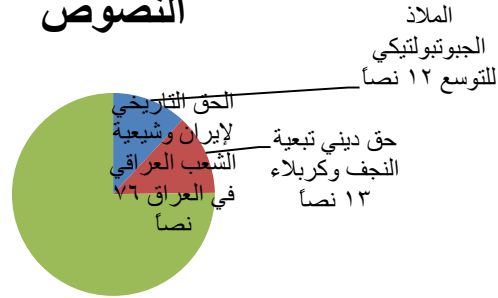 النصوص
الملاذ
الجبوتبولتيكي
للتوسع ١٢ نصاً
الحق التاريخي
لإيران وشيعية
الشعب العراقي
في العراق ٧٦
نصاً
حق ديني تبعية
النجف وكربلاء
١٣ نصاً